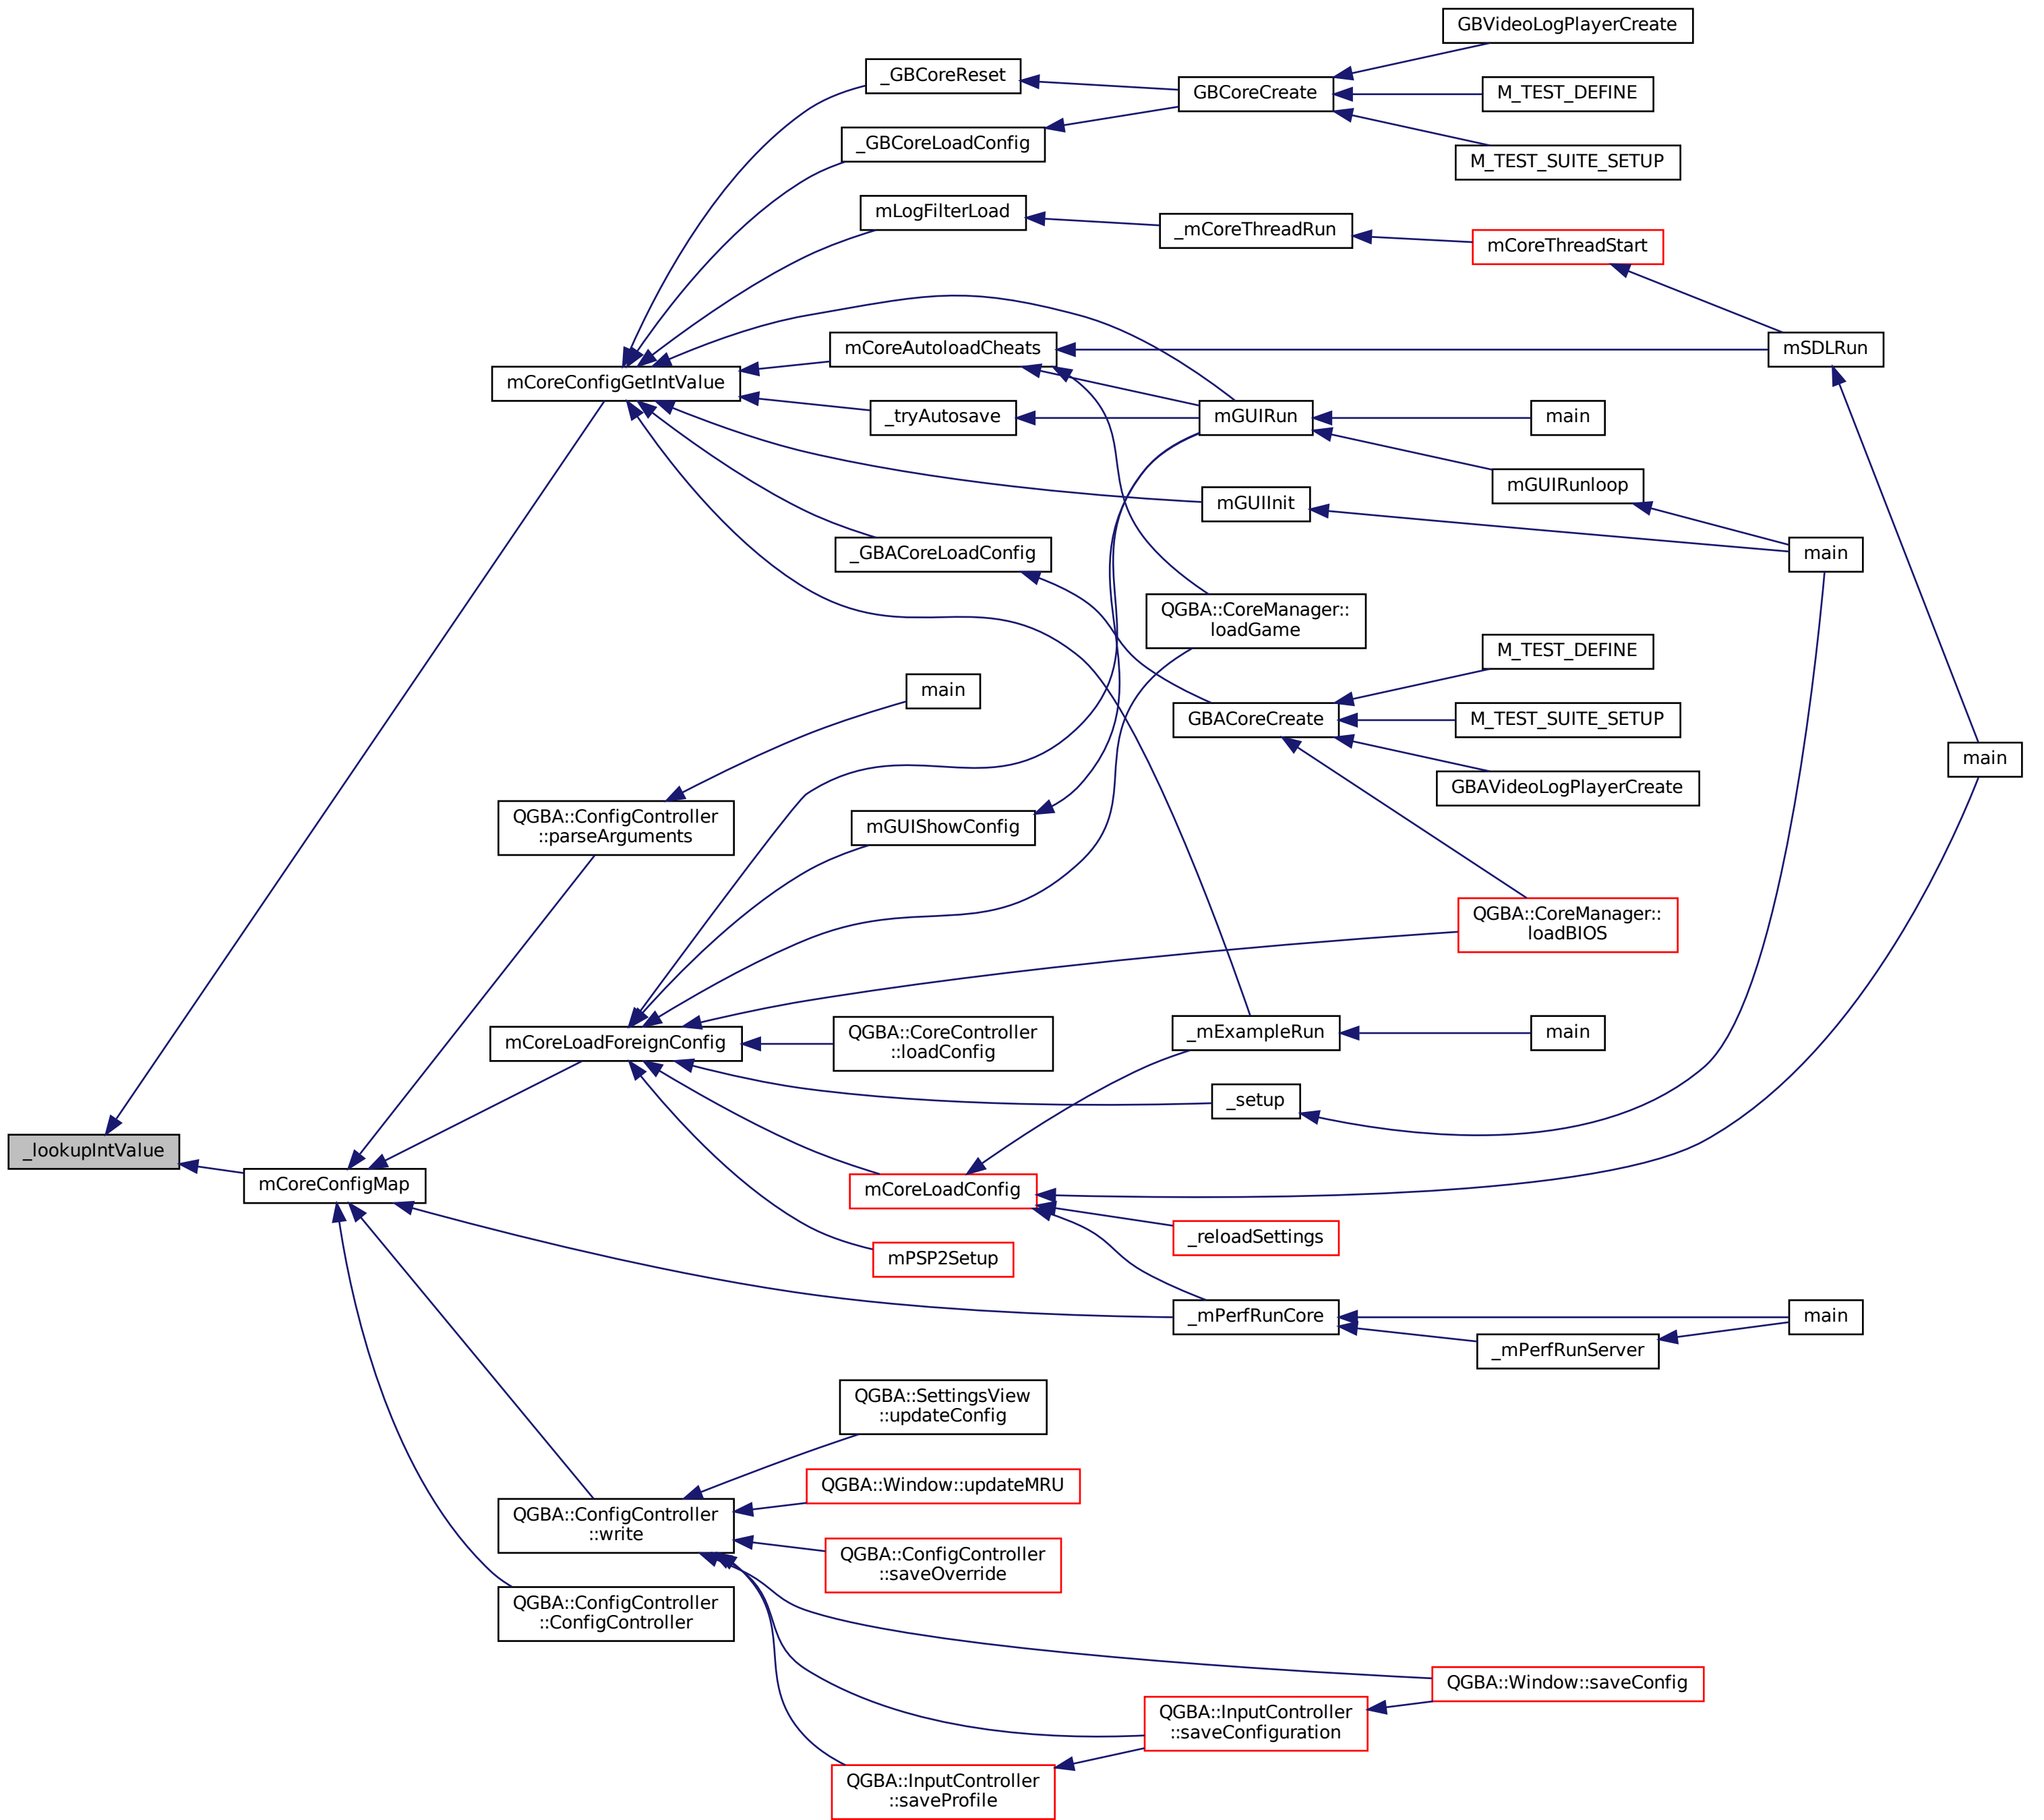 GBVideoLogPlayerCreate
_GBCoreReset
GBCoreCreate
M_TEST_DEFINE
_GBCoreLoadConfig
M_TEST_SUITE_SETUP
mLogFilterLoad
_mCoreThreadRun
mCoreThreadStart
mCoreAutoloadCheats
mSDLRun
mCoreConfigGetIntValue
_tryAutosave
mGUIRun
main
mGUIRunloop
mGUIInit
_GBACoreLoadConfig
main
QGBA::CoreManager::
loadGame
M_TEST_DEFINE
main
GBACoreCreate
M_TEST_SUITE_SETUP
main
GBAVideoLogPlayerCreate
QGBA::ConfigController
::parseArguments
mGUIShowConfig
QGBA::CoreManager::
loadBIOS
mCoreLoadForeignConfig
QGBA::CoreController
::loadConfig
_mExampleRun
main
_setup
_lookupIntValue
mCoreConfigMap
mCoreLoadConfig
_reloadSettings
mPSP2Setup
_mPerfRunCore
main
_mPerfRunServer
QGBA::SettingsView
::updateConfig
QGBA::Window::updateMRU
QGBA::ConfigController
::write
QGBA::ConfigController
::saveOverride
QGBA::ConfigController
::ConfigController
QGBA::Window::saveConfig
QGBA::InputController
::saveConfiguration
QGBA::InputController
::saveProfile